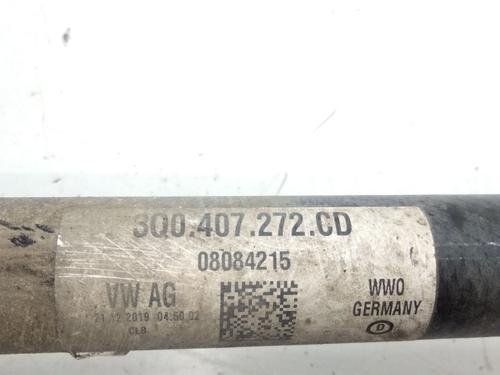 3Q0.407.272.CD
08084215
VW AG
21.12.2019 04:50:02
CLB
WWO
GERMANY
D